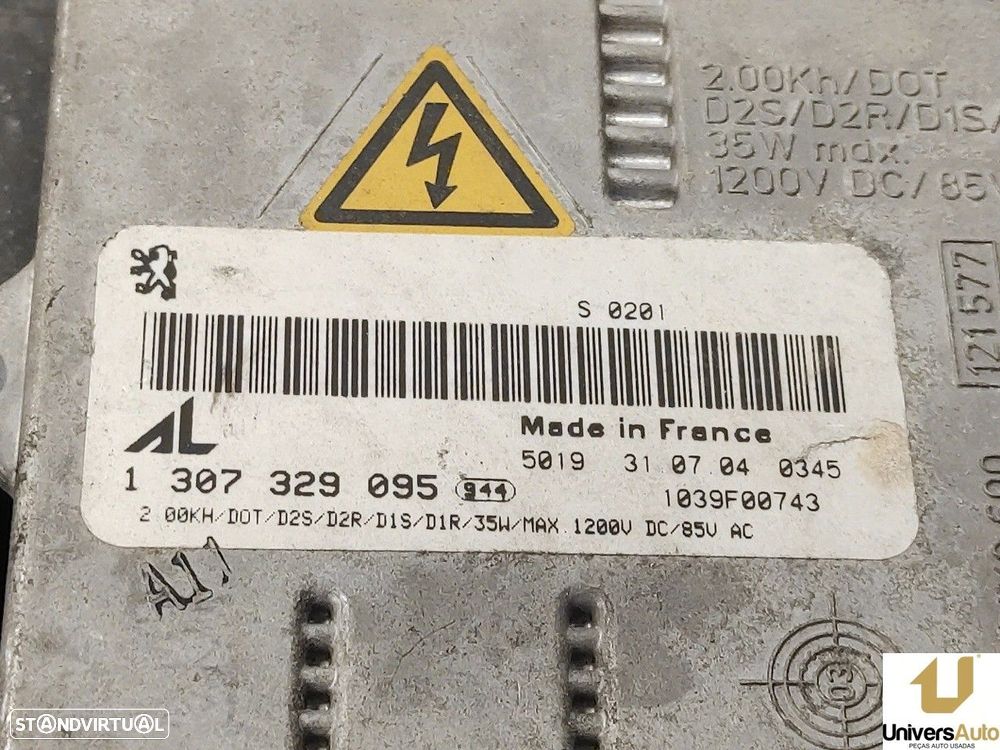 2.00Kh/DOT
D2S/D2R/D1S/
35W max.
1200V DC/85V
121577
S 0201
AL
Made in France
5019 31.07.04 0345
1 307 329 095 944
1039F00743
2.00KH/DOT/D2S/D2R/D1S/D1R/35W/MAX.1200V DC/85V AC
A11
03
STANDVIRTUAL
UniversAuto
PEÇAS AUTO USADAS